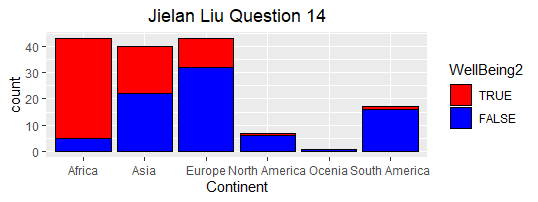 Jielan Liu Question 14
count
40
30
20
10
0
Africa Asia Europe North America Ocenia South America
Continent
WellBeing2
TRUE
FALSE